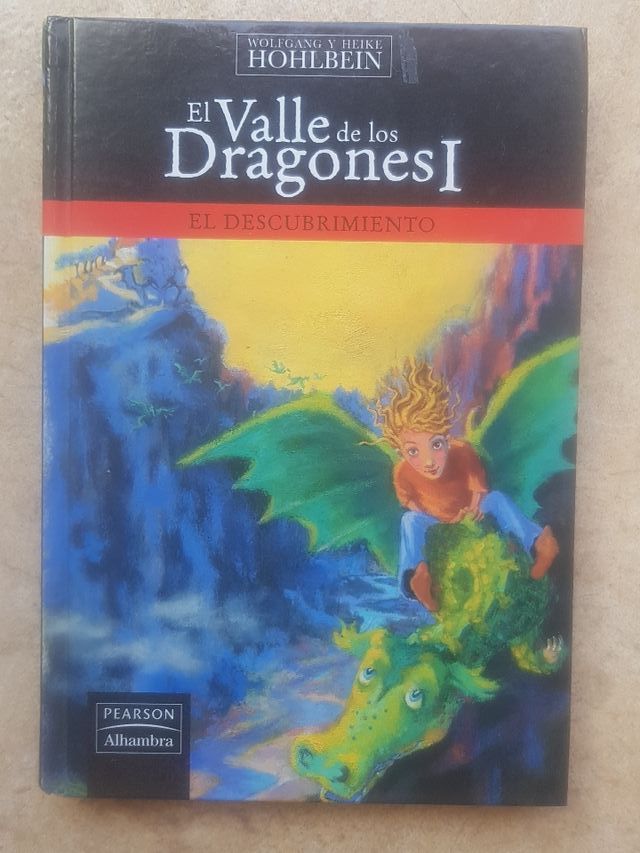 WOLFGANG Y HEIKE
HOHLBEIN
El Valle de los
Dragones I
EL DESCUBRIMIENTO
PEARSON
Alhambra